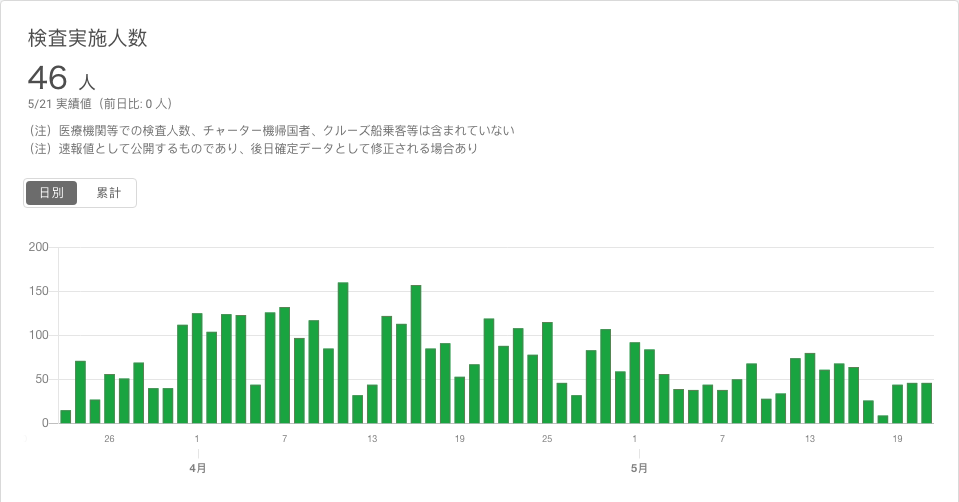 検査実施人数
46 人
5/21 実績値（前日比: 0 人）
（注）医療機関等での検査人数、チャーター機帰国者、クルーズ船乗客等は含まれていない
（注）速報値として公開するものであり、後日確定データとして修正される場合あり
日別 累計
200
150
100
50
0
26 1 7 13 19 25 1 7 13 19
4月 5月